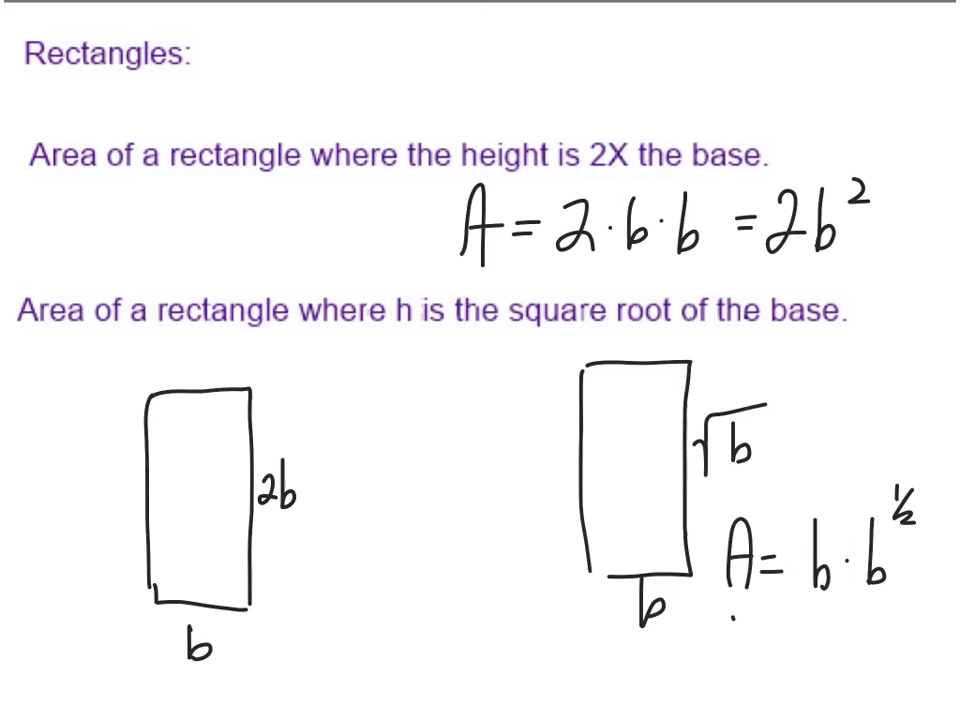 Rectangles:
Area of a rectangle where the height is 2X the base.
A = 2 · b · b = 2b²
Area of a rectangle where h is the square root of the base.
2b
b
√b
b
A = b · b^½